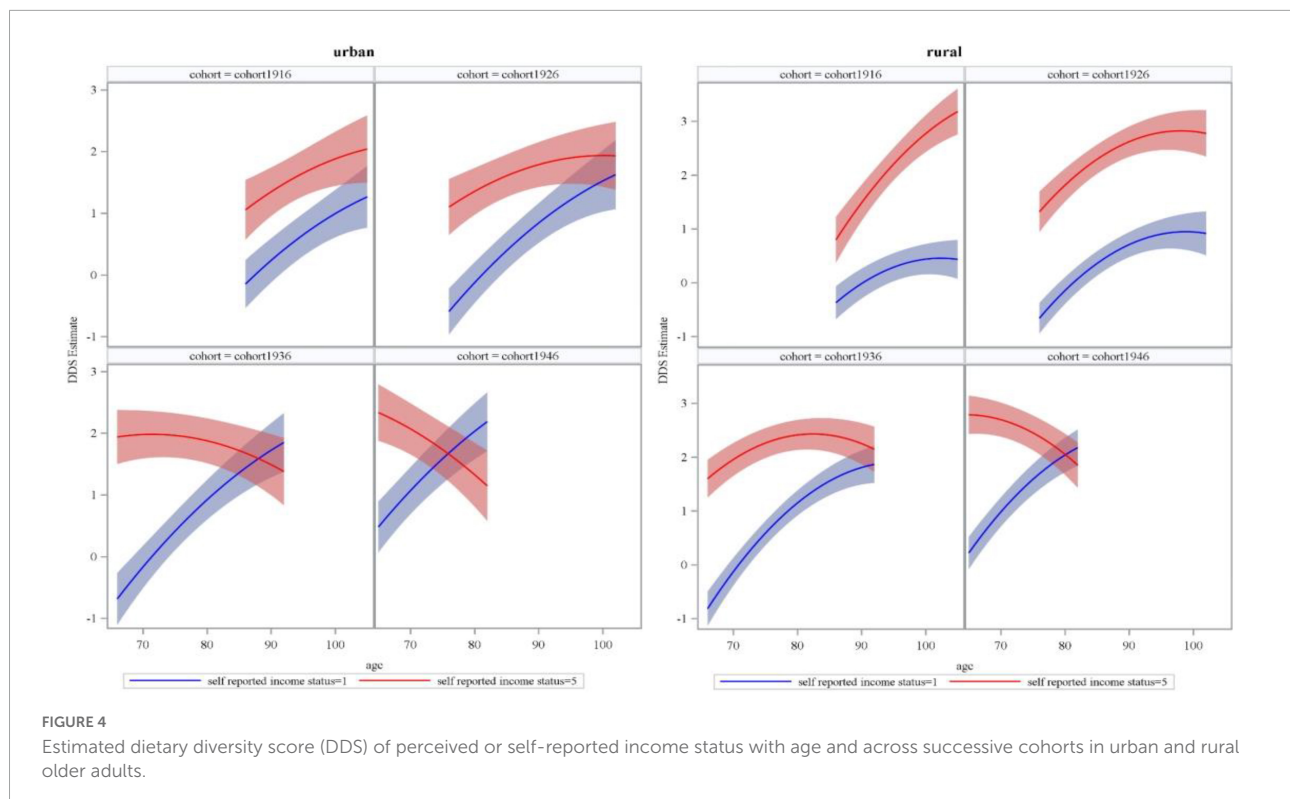 urban
cohort = cohort1916 cohort = cohort1926
3
2
1
0
-1
DDS Estimate
cohort = cohort1936 cohort = cohort1946
3
2
1
0
-1
70 80 90 100 70 80 90 100
age
self reported income status=1 self reported income status=5
rural
cohort = cohort1916 cohort = cohort1926
3
2
1
0
-1
DDS Estimate
cohort = cohort1936 cohort = cohort1946
3
2
1
0
-1
70 80 90 100 70 80 90 100
age
self reported income status=1 self reported income status=5
FIGURE 4
Estimated dietary diversity score (DDS) of perceived or self-reported income status with age and across successive cohorts in urban and rural
older adults.